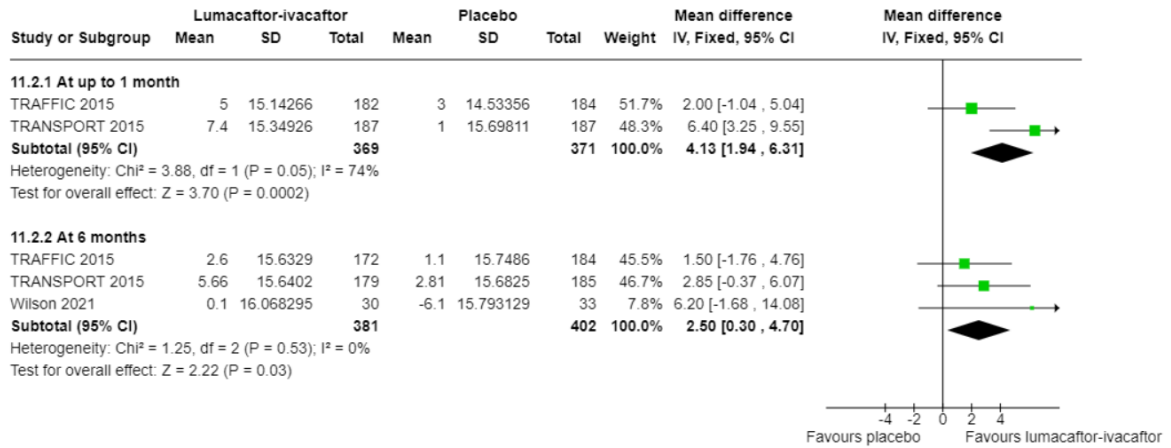 Lumacaftor-ivacaftor Placebo Mean difference Mean difference
Study or Subgroup Mean SD Total Mean SD Total Weight IV, Fixed, 95% CI IV, Fixed, 95% CI
11.2.1 At up to 1 month
TRAFFIC 2015 5 15.14266 182 3 14.53356 184 51.7% 2.00 [-1.04 , 5.04]
TRANSPORT 2015 7.4 15.34926 187 1 15.69811 187 48.3% 6.40 [3.25 , 9.55]
Subtotal (95% CI) 369 371 100.0% 4.13 [1.94 , 6.31]
Heterogeneity: Chi² = 3.88, df = 1 (P = 0.05); I² = 74%
Test for overall effect: Z = 3.70 (P = 0.0002)
11.2.2 At 6 months
TRAFFIC 2015 2.6 15.6329 172 1.1 15.7486 184 45.5% 1.50 [-1.76 , 4.76]
TRANSPORT 2015 5.66 15.6402 179 2.81 15.6825 185 46.7% 2.85 [-0.37 , 6.07]
Wilson 2021 0.1 16.068295 30 -6.1 15.793129 33 7.8% 6.20 [-1.68 , 14.08]
Subtotal (95% CI) 381 402 100.0% 2.50 [0.30 , 4.70]
Heterogeneity: Chi² = 1.25, df = 2 (P = 0.53); I² = 0%
Test for overall effect: Z = 2.22 (P = 0.03)
-4 -2 0 2 4
Favours placebo Favours lumacaftor-ivacaftor